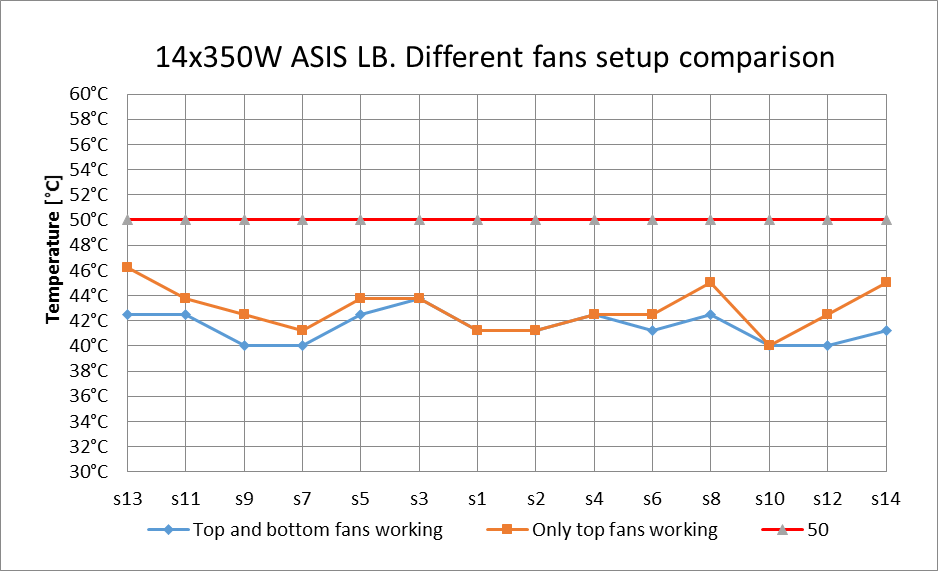 14x350W ASIS LB. Different fans setup comparison
60°C
58°C
56°C
54°C
52°C
50°C
48°C
46°C
44°C
42°C
40°C
38°C
36°C
34°C
32°C
30°C
Temperature [°C]
s13 s11 s9 s7 s5 s3 s1 s2 s4 s6 s8 s10 s12 s14
Top and bottom fans working Only top fans working 50